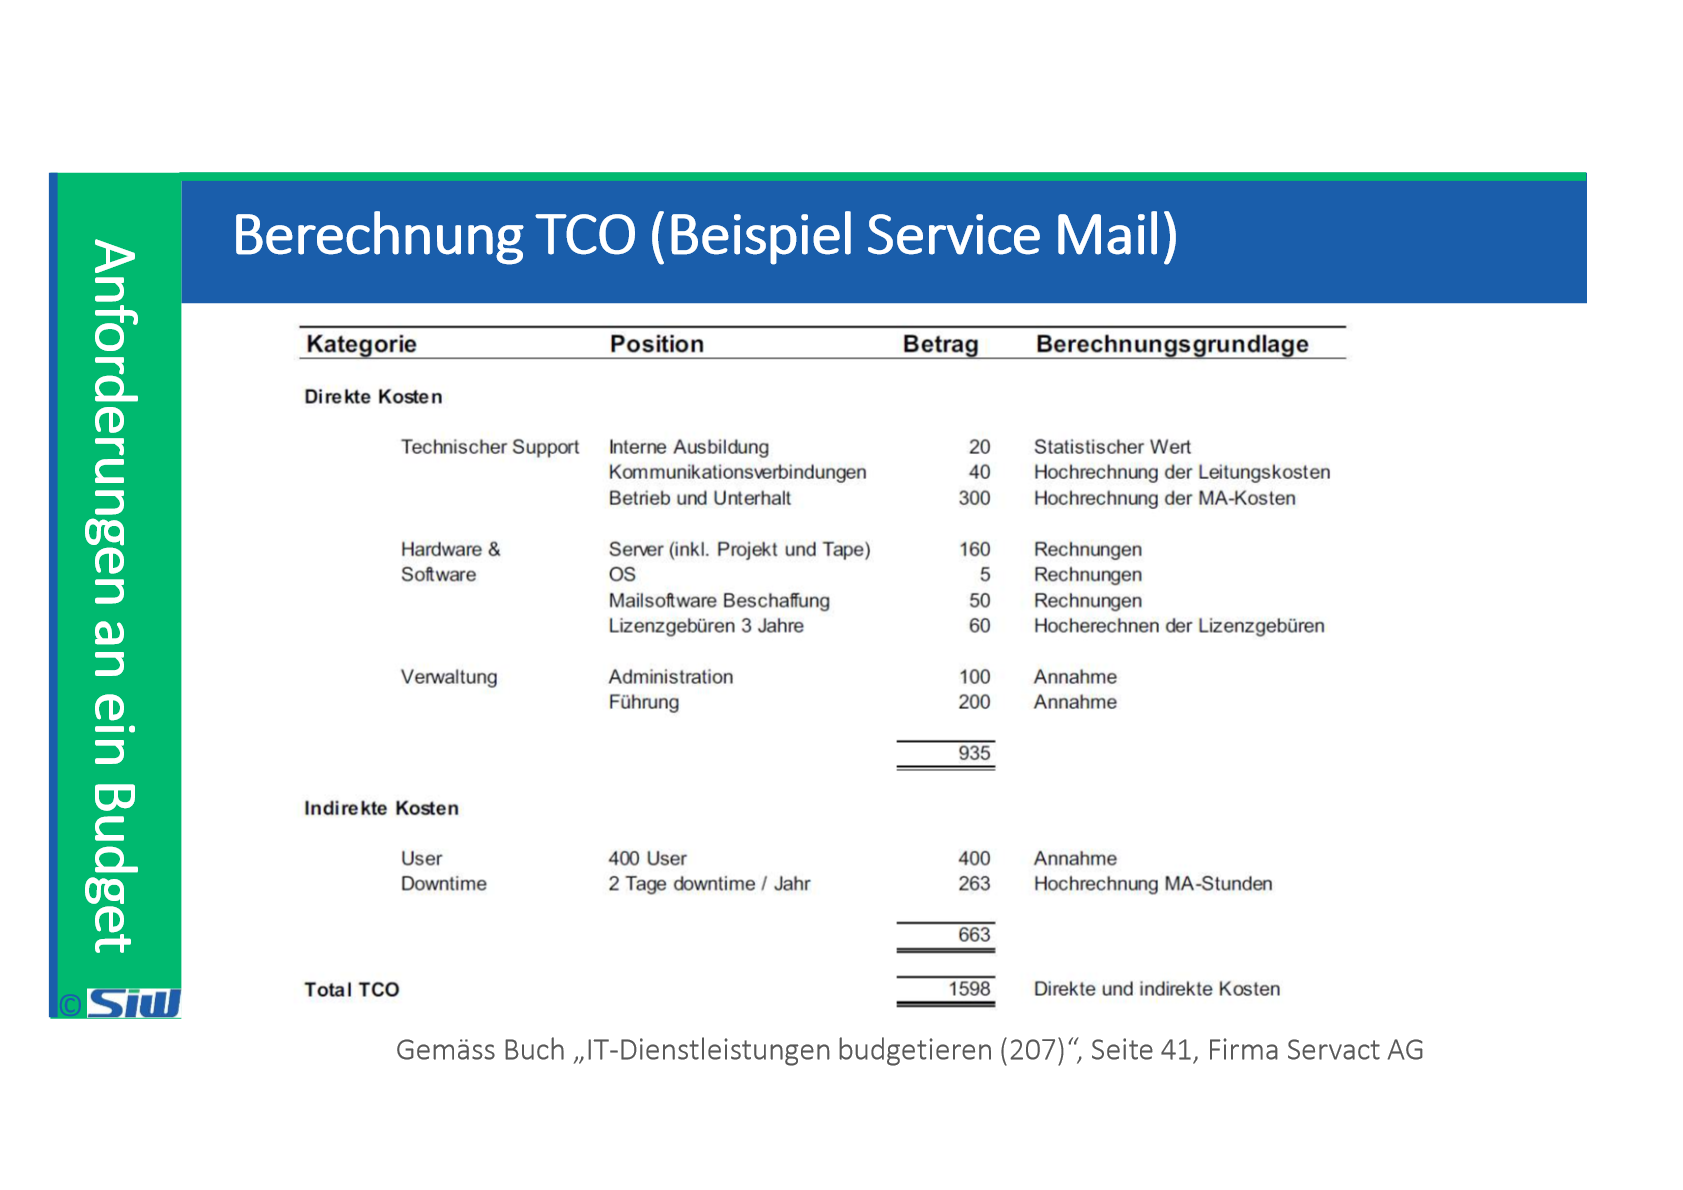 Anforderungen an ein Budget
© SIW
Berechnung TCO (Beispiel Service Mail)
Kategorie Position Betrag Berechnungsgrundlage
Direkte Kosten
Technischer Support Interne Ausbildung 20 Statistischer Wert
Kommunikationsverbindungen 40 Hochrechnung der Leitungskosten
Betrieb und Unterhalt 300 Hochrechnung der MA-Kosten
Hardware & Server (inkl. Projekt und Tape) 160 Rechnungen
Software OS 5 Rechnungen
Mailsoftware Beschaffung 50 Rechnungen
Lizenzgebüren 3 Jahre 60 Hocherechnen der Lizenzgebüren
Verwaltung Administration 100 Annahme
Führung 200 Annahme
935
Indirekte Kosten
User 400 User 400 Annahme
Downtime 2 Tage downtime / Jahr 263 Hochrechnung MA-Stunden
663
Total TCO 1598 Direkte und indirekte Kosten
Gemäss Buch „IT-Dienstleistungen budgetieren (207)“, Seite 41, Firma Servact AG